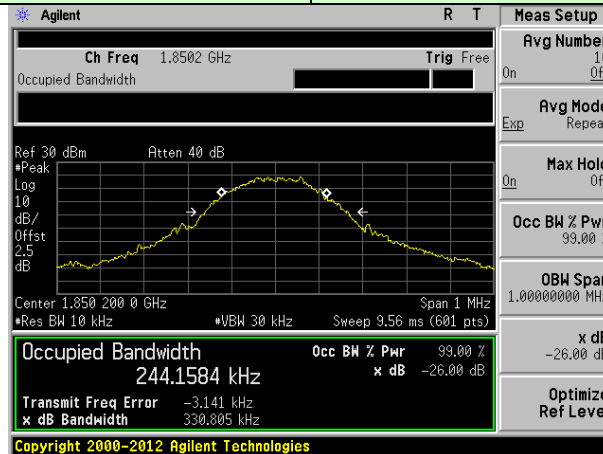 Agilent R T
Ch Freq 1.8502 GHz Trig Free
Occupied Bandwidth
Ref 30 dBm Atten 40 dB
#Peak
Log
10
dB/
Offst
2.5
dB
Center 1.850 200 0 GHz Span 1 MHz
#Res BW 10 kHz #VBW 30 kHz Sweep 9.56 ms (601 pts)
Occupied Bandwidth Occ BW % Pwr 99.00 %
244.1584 kHz x dB -26.00 dB
Transmit Freq Error -3.141 kHz
x dB Bandwidth 330.805 kHz
Copyright 2000-2012 Agilent Technologies
Meas Setup
Avg Number
On
Avg Mode
Exp Repea
Max Hold
On
Occ BW % Pwr
99.00
OBW Span
1.00000000 MH
x dB
-26.00 dB
Optimize
Ref Level